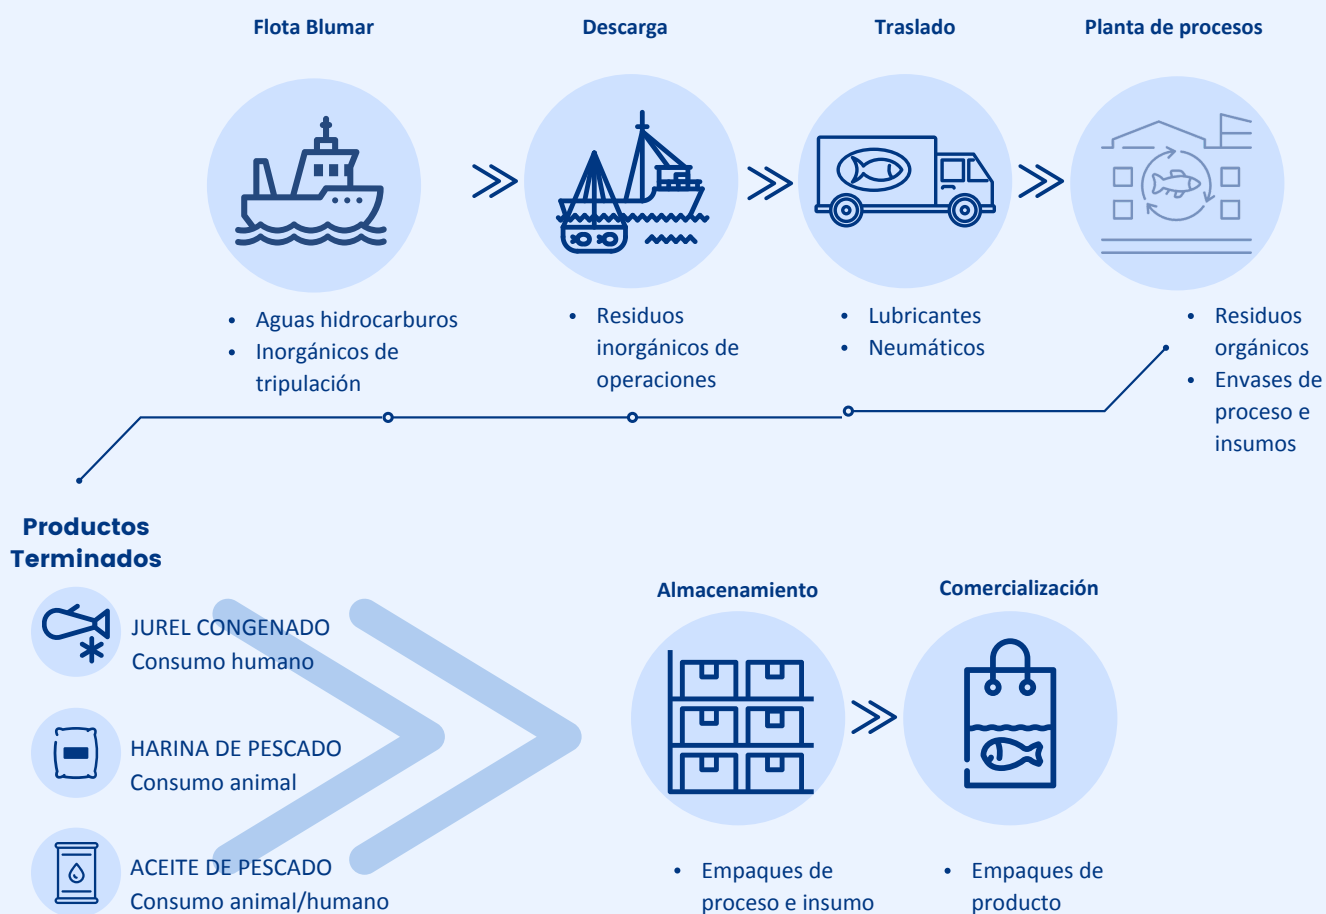 Flota Blumar
Descarga
Traslado
Planta de procesos
• Aguas hidrocarburos
• Inorgánicos de
tripulación
• Residuos
inorgánicos de
operaciones
• Lubricantes
• Neumáticos
• Residuos
orgánicos
• Envases de
proceso e
insumos
Productos
Terminados
JUREL CONGENADO
Consumo humano
HARINA DE PESCADO
Consumo animal
ACEITE DE PESCADO
Consumo animal/humano
Almacenamiento
Comercialización
• Empaques de
proceso e insumo
• Empaques de
producto